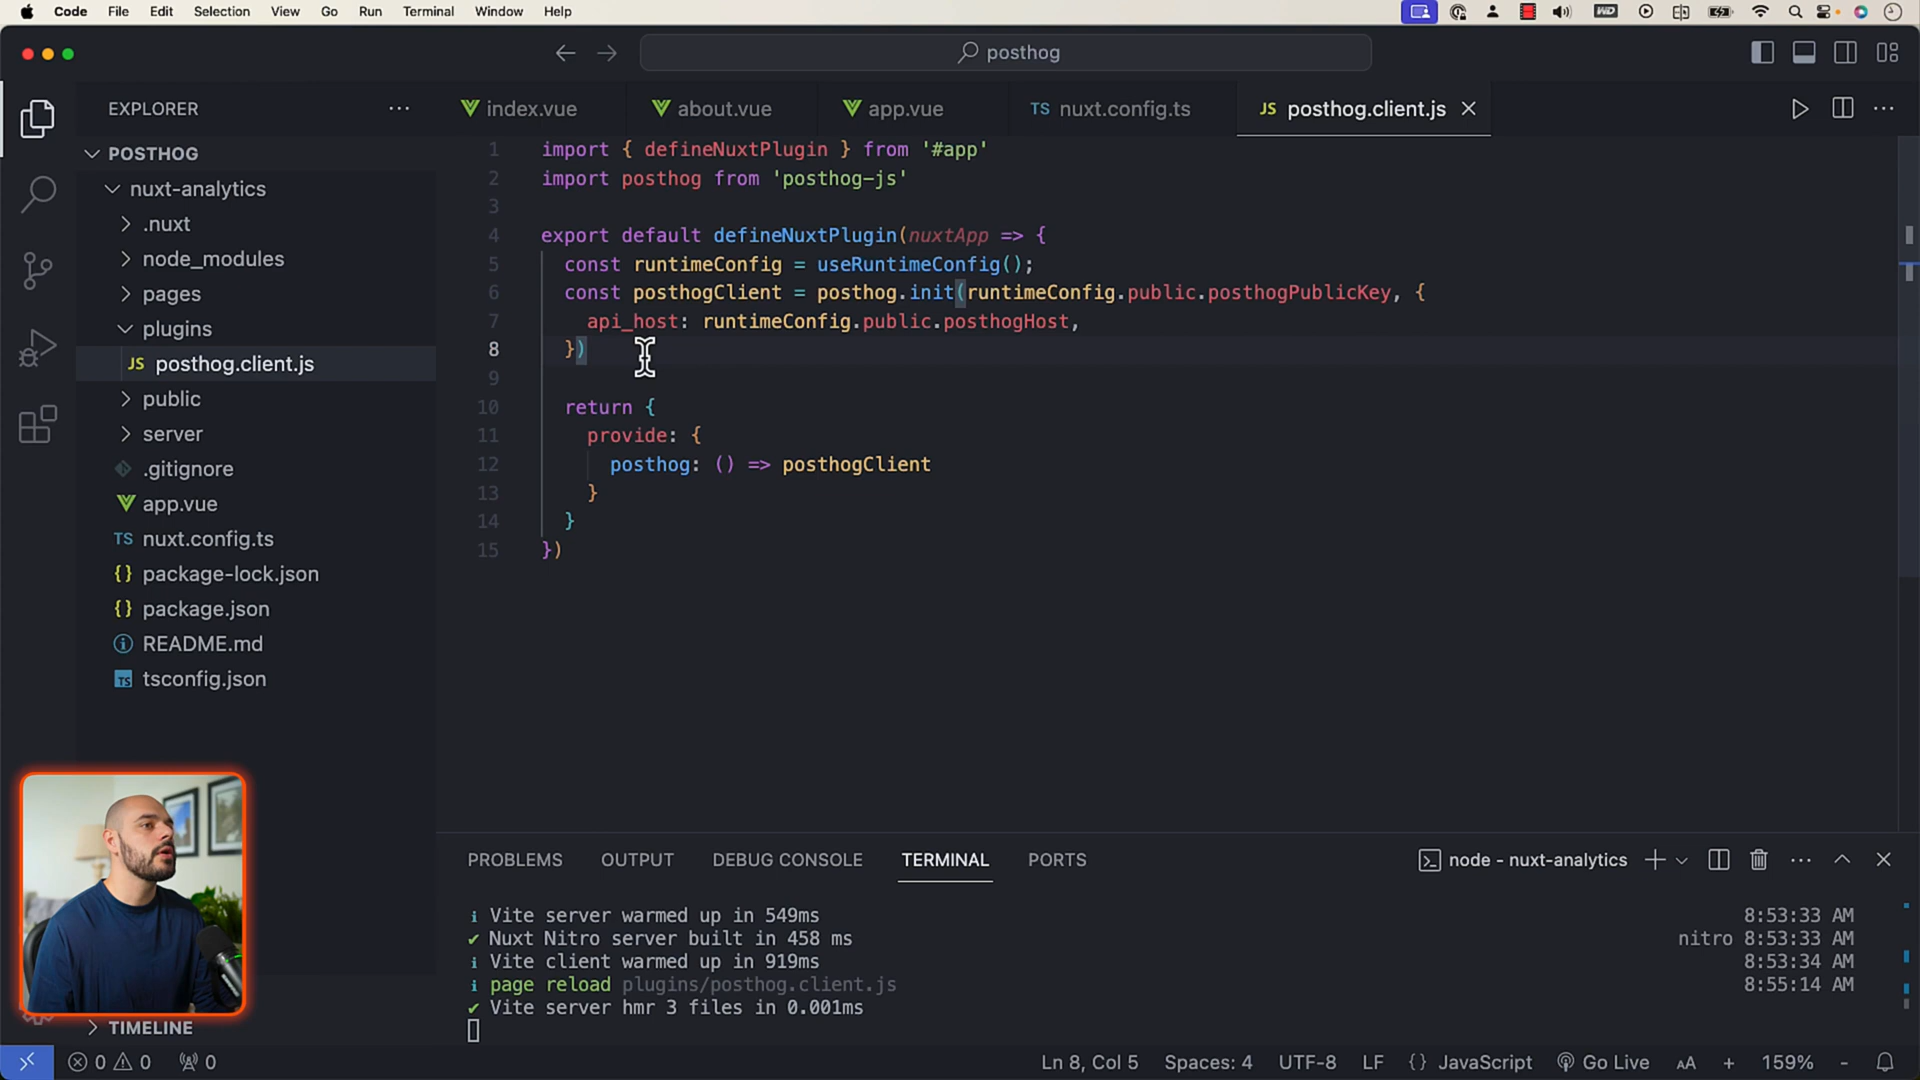 Code File Edit Selection View Go Run Terminal Window Help
posthog
EXPLORER
index.vue about.vue app.vue TS nuxt.config.ts JS posthog.client.js
POSTHOG
nuxt-analytics
.nuxt
node_modules
pages
plugins
JS posthog.client.js
public
server
.gitignore
app.vue
TS nuxt.config.ts
{} package-lock.json
{} package.json
README.md
TS tsconfig.json
TIMELINE
1 import { defineNuxtPlugin } from '#app'
2 import posthog from 'posthog-js'
3
4 export default defineNuxtPlugin(nuxtApp => {
5 const runtimeConfig = useRuntimeConfig();
6 const posthogClient = posthog.init(runtimeConfig.public.posthogPublicKey, {
7 api_host: runtimeConfig.public.posthogHost,
8 })
9
10 return {
11 provide: {
12 posthog: () => posthogClient
13 }
14 }
15 })
PROBLEMS OUTPUT DEBUG CONSOLE TERMINAL PORTS node - nuxt-analytics
i Vite server warmed up in 549ms 8:53:33 AM
✔ Nuxt Nitro server built in 458 ms nitro 8:53:33 AM
i Vite client warmed up in 919ms 8:53:34 AM
i page reload plugins/posthog.client.js 8:55:14 AM
✔ Vite server hmr 3 files in 0.001ms
0 0 0 Ln 8, Col 5 Spaces: 4 UTF-8 LF {} JavaScript Go Live AA + 159% -